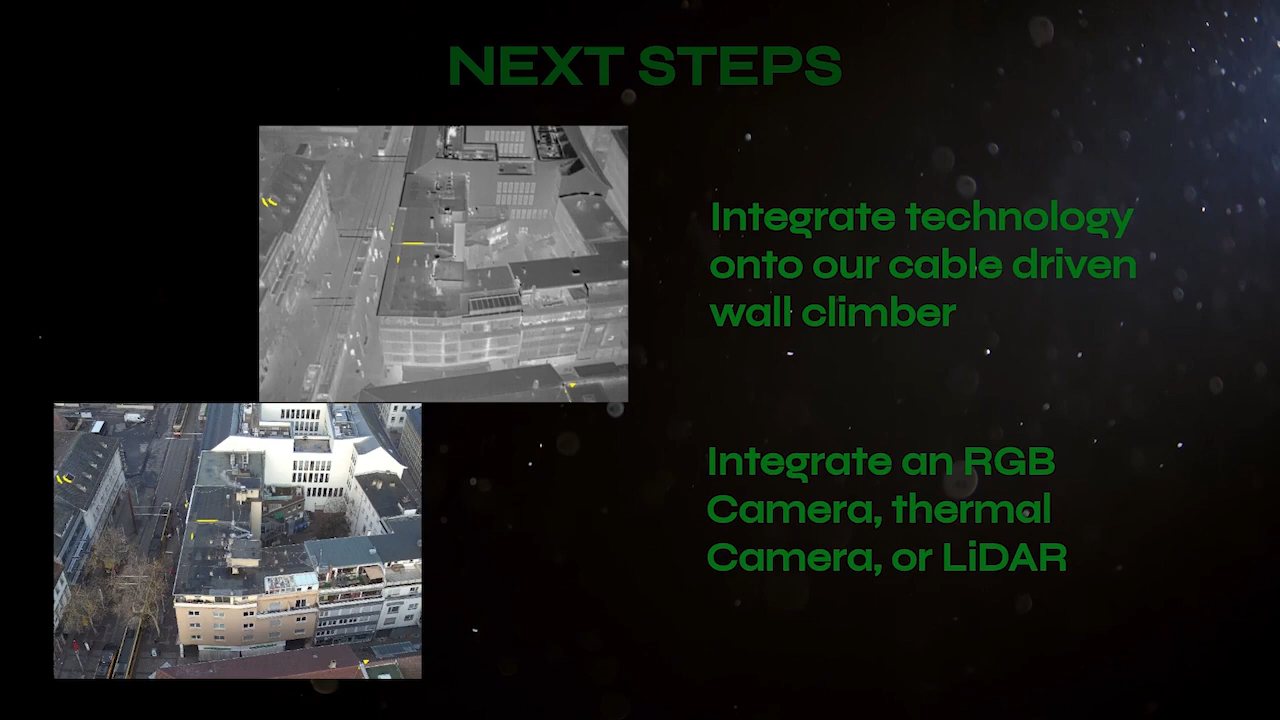 NEXT STEPS
Integrate technology
onto our cable driven
wall climber
Integrate an RGB
Camera, thermal
Camera, or LiDAR